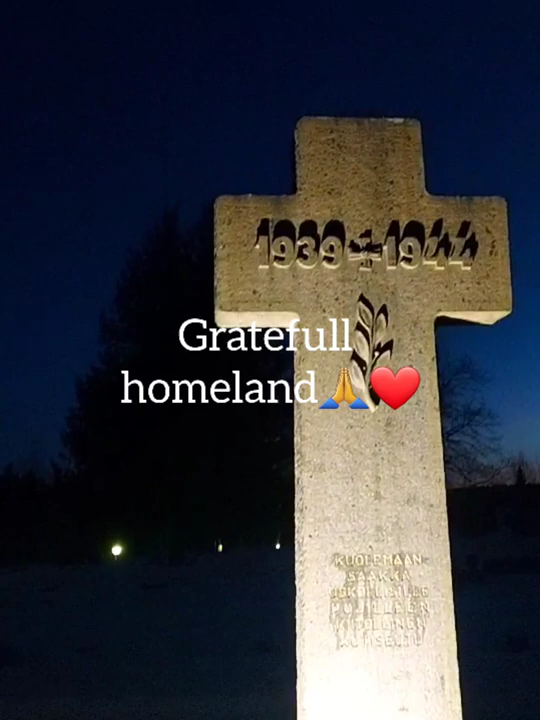 1939 1944
Gratefull
homeland🙏❤️
KUOLEMAAN
SAAKKA
USKOLLISILLE
POJILLEEN
KIITOLLINEN
KOTISEUTU